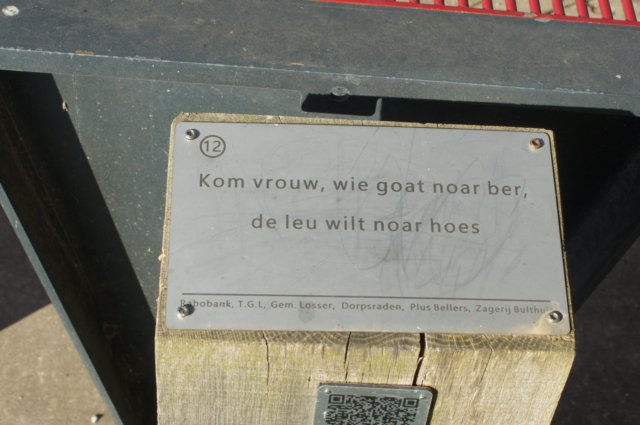 12
Kom vrouw, wie goat noar ber,
de leu wilt noar hoes
Rabobank, T.G.L, Gem. Losser, Dorpsraden, Plus Bellers, Zagerij